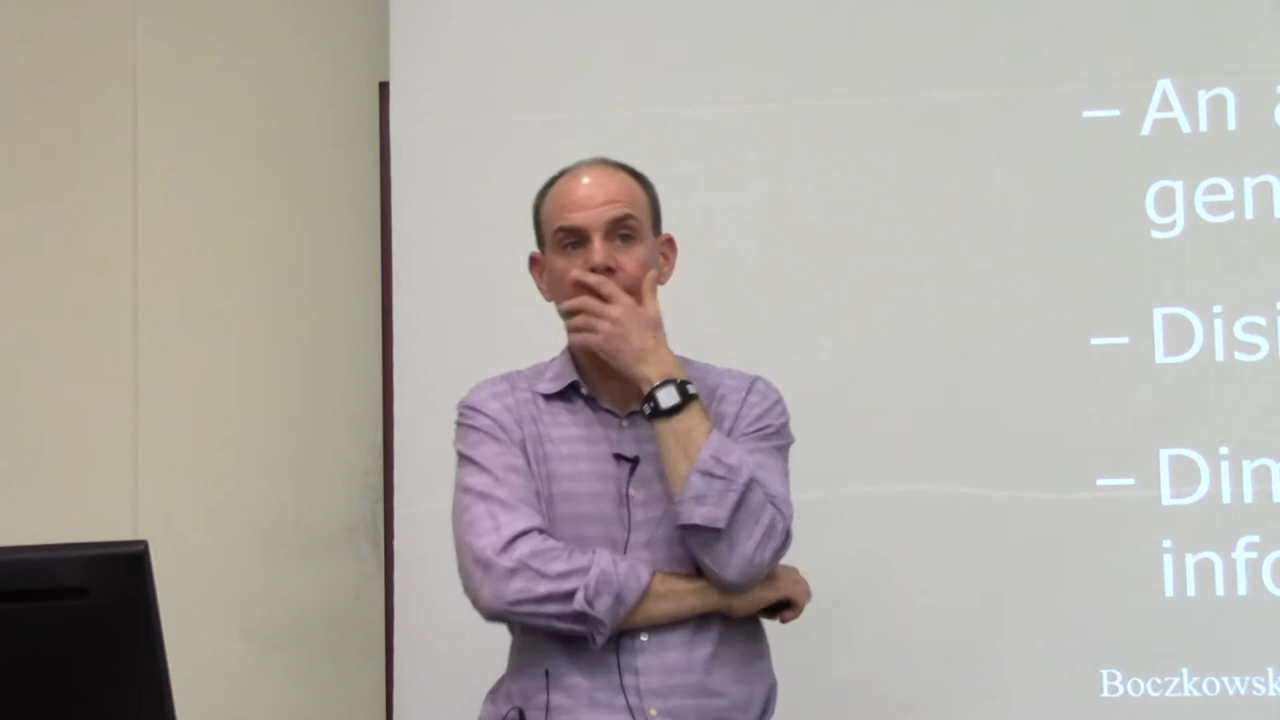 – An
gen
– Disi
– Dim
info
Boczkowsk